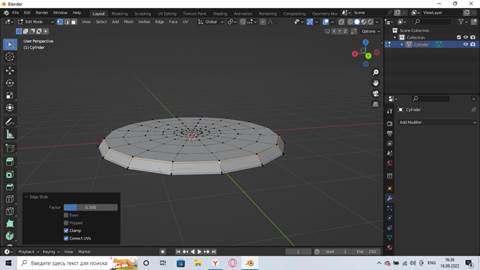 Blender
File Edit Render Window Help Layout Modeling Sculpting UV Editing Texture Paint Shading Animation Rendering Compositing Geometry No Scene ViewLayer
Edit Mode View Select Add Mesh Vertex Edge Face UV Global
X Y Z Options
User Perspective
(1) Cylinder
Scene Collection
Collection
Cylinder
Cylinder
Add Modifier
Edge Slide
Factor 0.300
Even
Flipped
Clamp
Correct UVs
Playback Keying View Marker
1 Start 1 End 250
Введите здесь текст для поиска
ENG
16:26
16.08.2022